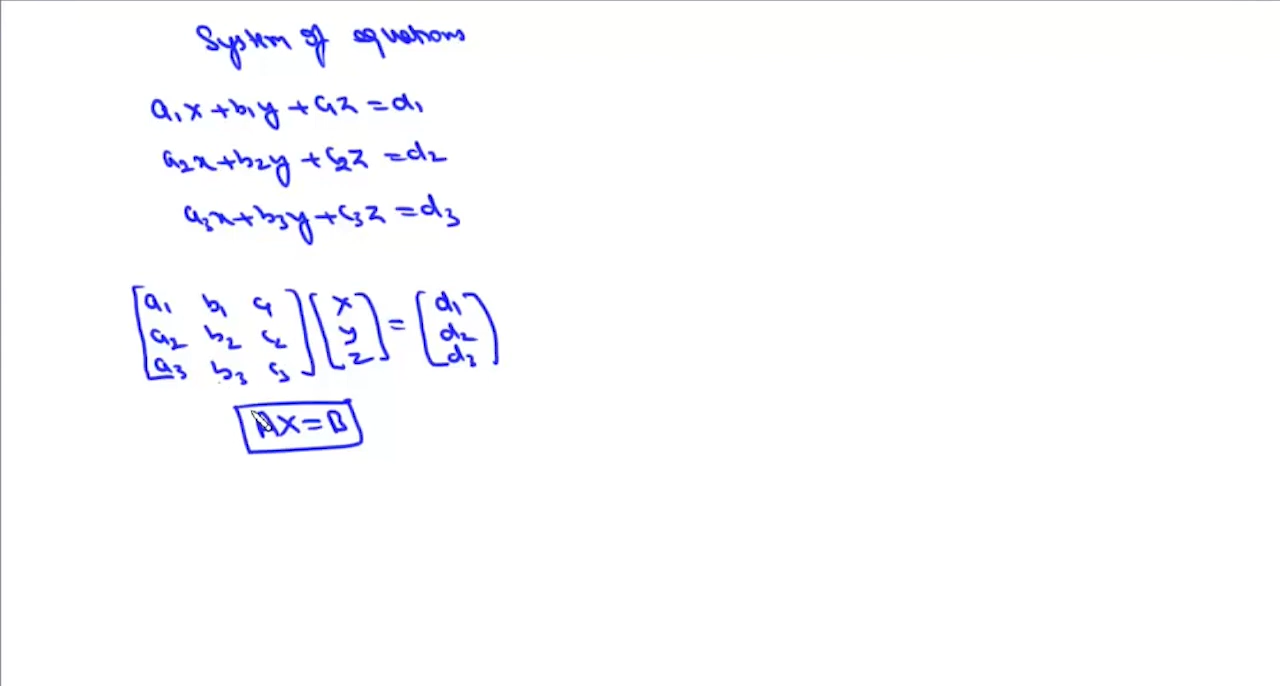 System of equations
a₁x+b₁y+c₁z=d₁
a₂x+b₂y+c₂z=d₂
a₃x+b₃y+c₃z=d₃
[a₁ b₁ c₁] [x] = [d₁]
[a₂ b₂ c₂] [y] [d₂]
[a₃ b₃ c₃] [z] [d₃]
AX=B